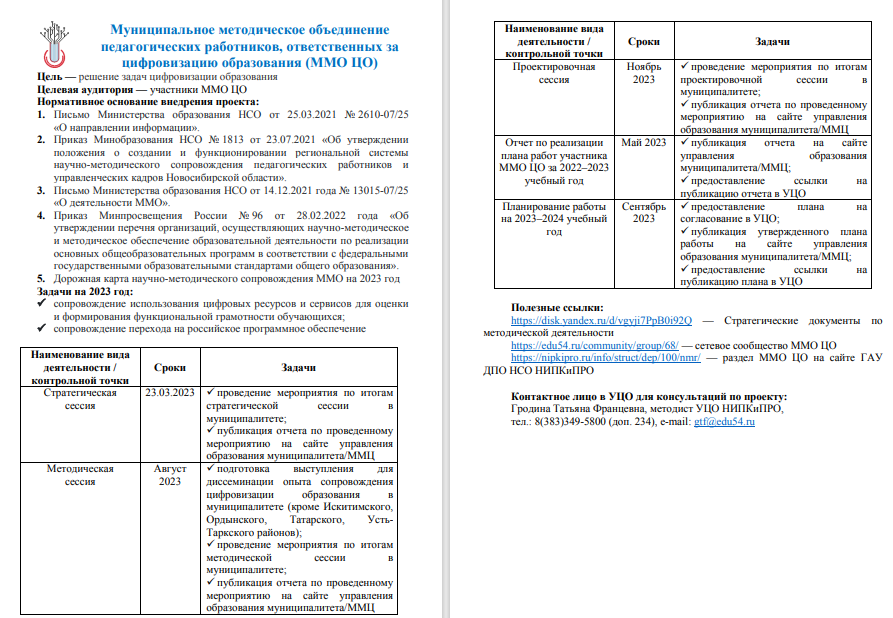 Муниципальное методическое объединение
педагогических работников, ответственных за
цифровизацию образования (ММО ЦО)
Цель — решение задач цифровизации образования
Целевая аудитория — участники ММО ЦО
Нормативное основание внедрения проекта:
1. Письмо Министерства образования НСО от 25.03.2021 № 2610-07/25
«О направлении информации».
2. Приказ Минобразования НСО № 1813 от 23.07.2021 «Об утверждении
положения о создании и функционировании региональной системы
научно-методического сопровождения педагогических работников и
управленческих кадров Новосибирской области».
3. Письмо Министерства образования НСО от 14.12.2021 года № 13015-07/25
«О деятельности ММО».
4. Приказ Минпросвещения России № 96 от 28.02.2022 года «Об
утверждении перечня организаций, осуществляющих научно-методическое
и методическое обеспечение образовательной деятельности по реализации
основных общеобразовательных программ в соответствии с федеральными
государственными образовательными стандартами общего образования».
5. Дорожная карта научно-методического сопровождения ММО на 2023 год
Задачи на 2023 год:
✓ сопровождение использования цифровых ресурсов и сервисов для оценки
и формирования функциональной грамотности обучающихся;
✓ сопровождение перехода на российское программное обеспечение
Наименование вида
деятельности /
контрольной точки
Сроки
Задачи
Стратегическая
сессия
23.03.2023
✓ проведение мероприятия по итогам
стратегической сессии в
муниципалитете;
✓ публикация отчета по проведенному
мероприятию на сайте управления
образования муниципалитета/ММЦ
Методическая
сессия
Август
2023
✓ подготовка выступления для
диссеминации опыта сопровождения
цифровизации образования в
муниципалитете (кроме Искитимского,
Ордынского, Татарского, Усть-
Таркского районов);
✓ проведение мероприятия по итогам
методической сессии в
муниципалитете;
✓ публикация отчета по проведенному
мероприятию на сайте управления
образования муниципалитета/ММЦ
Наименование вида
деятельности /
контрольной точки
Сроки
Задачи
Проектировочная
сессия
Ноябрь
2023
✓ проведение мероприятия по итогам
проектировочной сессии в
муниципалитете;
✓ публикация отчета по проведенному
мероприятию на сайте управления
образования муниципалитета/ММЦ
Отчет по реализации
плана работ участника
ММО ЦО за 2022–2023
учебный год
Май 2023
✓ публикация отчета на сайте
управления образования
муниципалитета/ММЦ;
✓ предоставление ссылки на
публикацию отчета в УЦО
Планирование работы
на 2023–2024 учебный
год
Сентябрь
2023
✓ предоставление плана на
согласование в УЦО;
✓ публикация утвержденного плана
работы на сайте управления
образования муниципалитета/ММЦ;
✓ предоставление ссылки на
публикацию плана в УЦО
Полезные ссылки:
https://disk.yandex.ru/d/vgyji7PpB0i92Q — Стратегические документы по
методической деятельности
https://edu54.ru/community/group/68/ — сетевое сообщество ММО ЦО
https://nipkipro.ru/info/struct/dep/100/nmr/ — раздел ММО ЦО на сайте ГАУ
ДПО НСО НИПКиПРО
Контактное лицо в УЦО для консультаций по проекту:
Гродина Татьяна Францевна, методист УЦО НИПКиПРО,
тел.: 8(383)349-5800 (доп. 234), e-mail: gtf@edu54.ru